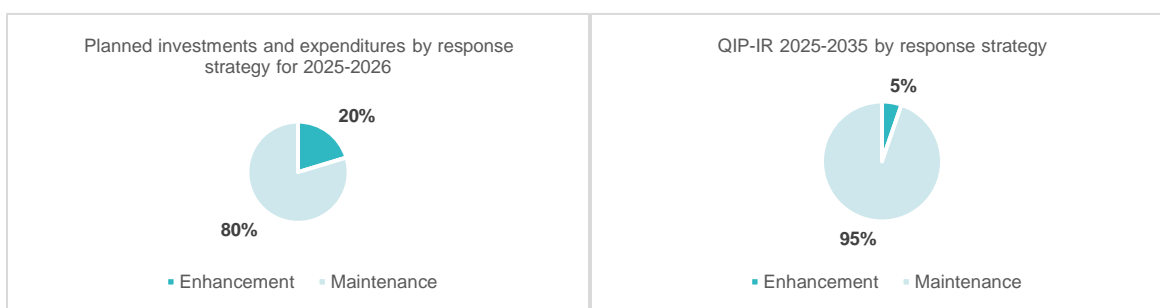 Planned investments and expenditures by response
strategy for 2025-2026
20%
80%
Enhancement Maintenance
QIP-IR 2025-2035 by response strategy
5%
95%
Enhancement Maintenance